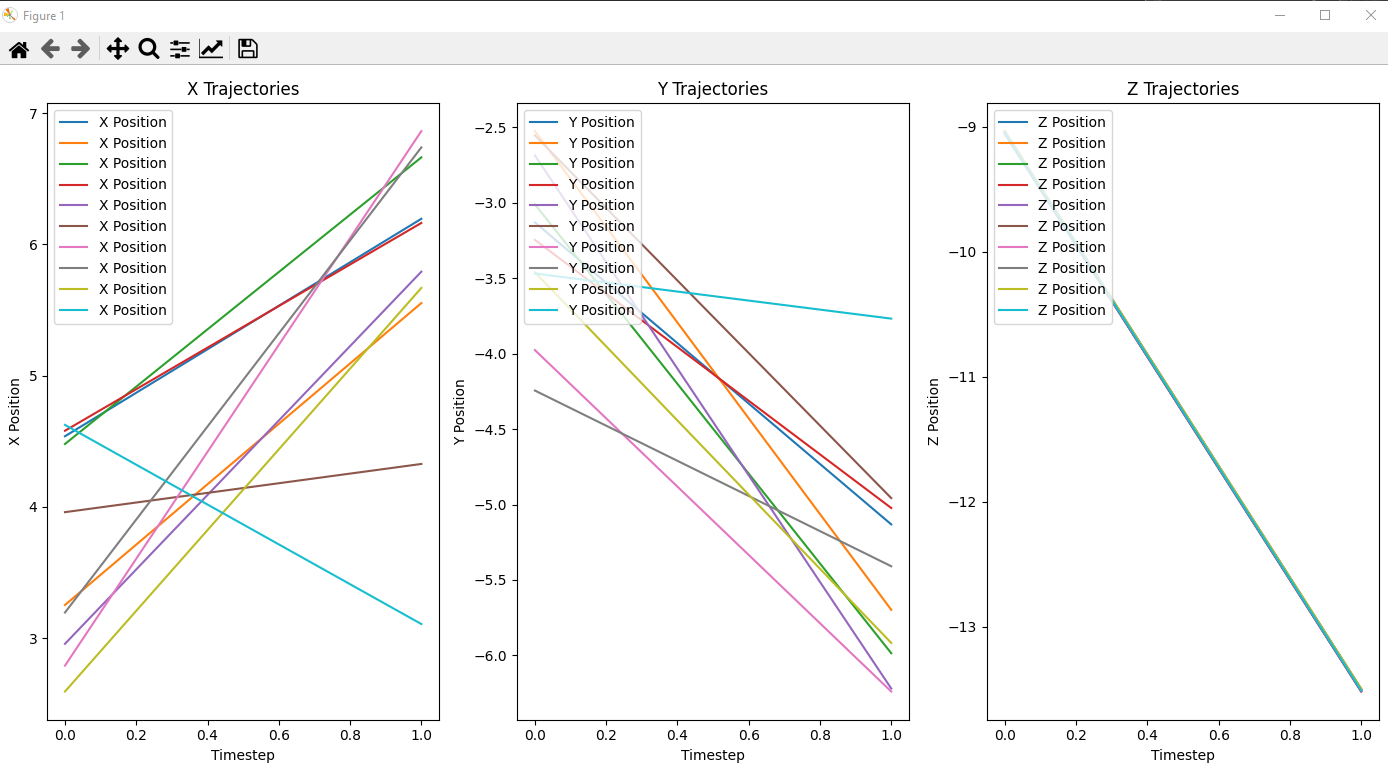 Figure 1
X Trajectories
7
6
5
4
3
X Position
X Position
X Position
X Position
X Position
X Position
X Position
X Position
X Position
X Position
X Position
0.0 0.2 0.4 0.6 0.8 1.0
Timestep
Y Trajectories
−2.5
−3.0
−3.5
−4.0
−4.5
−5.0
−5.5
−6.0
Y Position
Y Position
Y Position
Y Position
Y Position
Y Position
Y Position
Y Position
Y Position
Y Position
Y Position
0.0 0.2 0.4 0.6 0.8 1.0
Timestep
Z Trajectories
−9
−10
−11
−12
−13
Z Position
Z Position
Z Position
Z Position
Z Position
Z Position
Z Position
Z Position
Z Position
Z Position
Z Position
0.0 0.2 0.4 0.6 0.8 1.0
Timestep